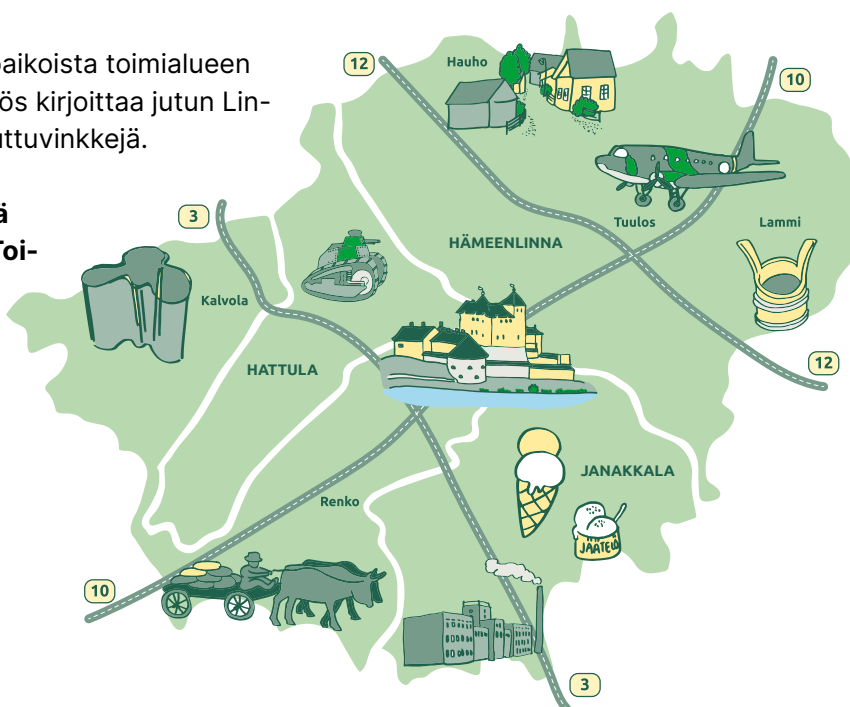 paikoista toimialueen
ös kirjoittaa jutun Lin-
uttuvinkkejä.
ä
Toi-
12
Hauho
10
3
Tuulos
Lammi
HÄMEENLINNA
Kalvola
HATTULA
12
JANAKKALA
Renko
JÄÄTELÖ
10
3